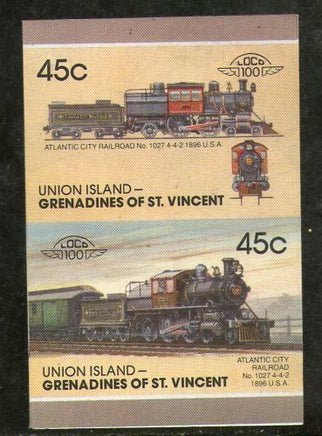 45c
LOCO
100
ATLANTIC CITY RAILROAD No. 1027 4-4-2 1896 U.S.A.
UNION ISLAND –
GRENADINES OF ST. VINCENT
LOCO
100
45c
UNION ISLAND –
GRENADINES OF ST. VINCENT
ATLANTIC CITY
RAILROAD
No. 1027 4-4-2
1896 U.S.A.